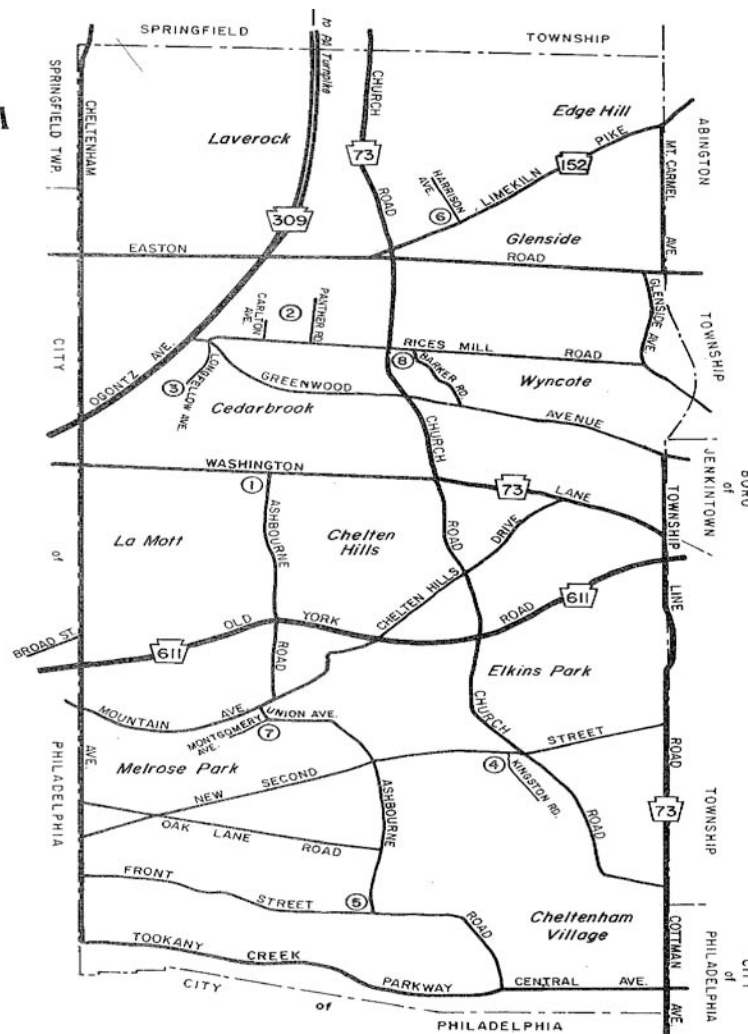 SPRINGFIELD
TOWNSHIP
to PA Turnpike
SPRINGFIELD TWP.
CHELTENHAM
CHURCH
Edge Hill
ABINGTON
Laverock
73
PIKE
152
MT. CARMEL
AVE.
HARRISON
AVE.
LIMEKILN
ROAD
6
309
Glenside
EASTON
ROAD
GLENSIDE AVE.
TOWNSHIP
2
CARLTON
AVE.
PANTHER RD.
CITY
OGONTZ AVE.
RICES MILL
ROAD
8
BARKER RD.
Wyncote
3
LONGFELLOW AVE.
GREENWOOD
AVENUE
Cedarbrook
CHURCH
WASHINGTON
LANE
73
1
JENKINTOWN
BORO
of
TOWNSHIP
LINE
ASHBOURNE
La Mott
Chelten
Hills
DRIVE
ROAD
of
CHELTEN HILLS
611
OLD
YORK
ROAD
BROAD ST.
611
ROAD
Elkins Park
MOUNTAIN
AVE.
UNION AVE.
CHURCH
MONTGOMERY
AVE.
7
STREET
ROAD
Melrose Park
NEW SECOND
4
KINGSTON RD.
AVE.
PHILADELPHIA
ASHBOURNE
ROAD
73
TOWNSHIP
OAK LANE
ROAD
FRONT
STREET
5
ROAD
Cheltenham
Village
COTTMAN
AVE.
CITY
of
PHILADELPHIA
TOOKANY
CREEK
PARKWAY
CENTRAL AVE.
CITY
of
PHILADELPHIA